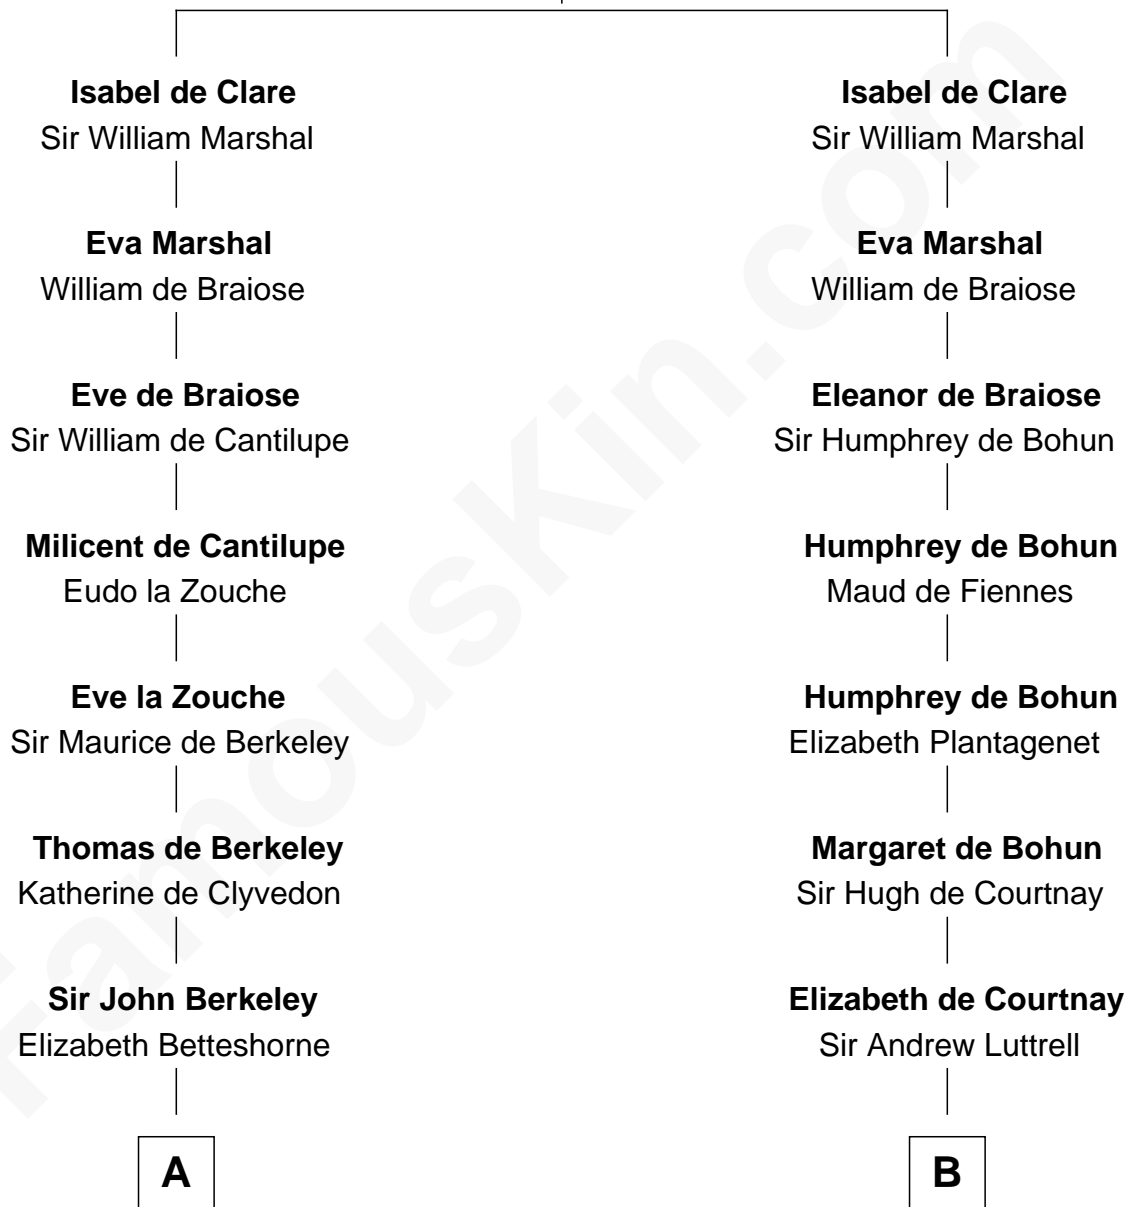 Isabel de Clare
Sir William Marshal
Eva Marshal
William de Braiose
Eve de Braiose
Sir William de Cantilupe
Milicent de Cantilupe
Eudo la Zouche
Eve la Zouche
Sir Maurice de Berkeley
Thomas de Berkeley
Katherine de Clyvedon
Sir John Berkeley
Elizabeth Betteshorne
A
Isabel de Clare
Sir William Marshal
Eva Marshal
William de Braiose
Eleanor de Braiose
Sir Humphrey de Bohun
Humphrey de Bohun
Maud de Fiennes
Humphrey de Bohun
Elizabeth Plantagenet
Margaret de Bohun
Sir Hugh de Courtnay
Elizabeth de Courtnay
Sir Andrew Luttrell
B
FamousKin.com